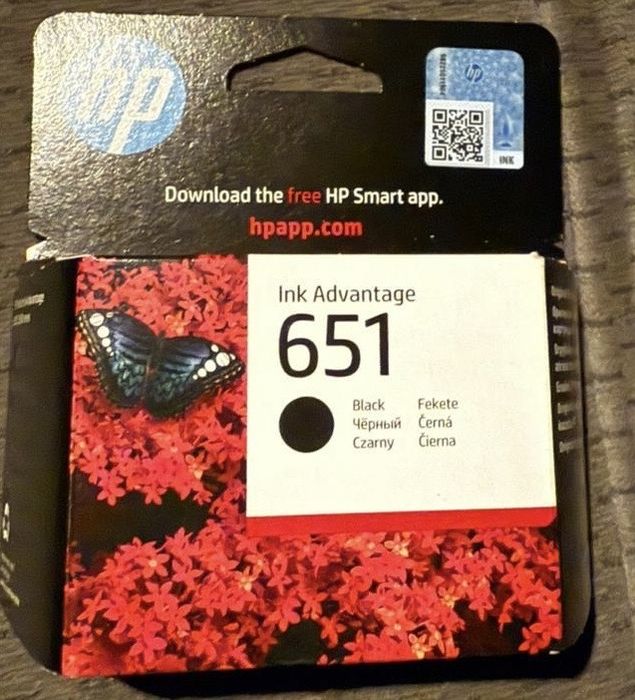 hp
hp
INK
Download the free HP Smart app.
hpapp.com
Ink Advantage
651
Black Fekete
Чёрный Černá
Czarny Čierna